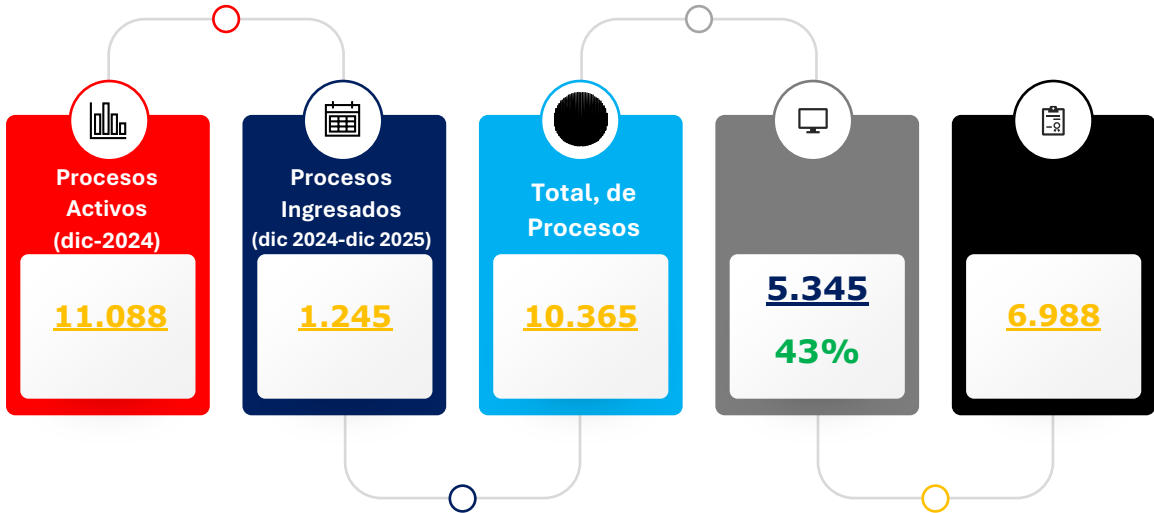 Procesos
Activos
(dic-2024)
11.088
Procesos
Ingresados
(dic 2024-dic 2025)
1.245
Total, de
Procesos
10.365
5.345
43%
6.988